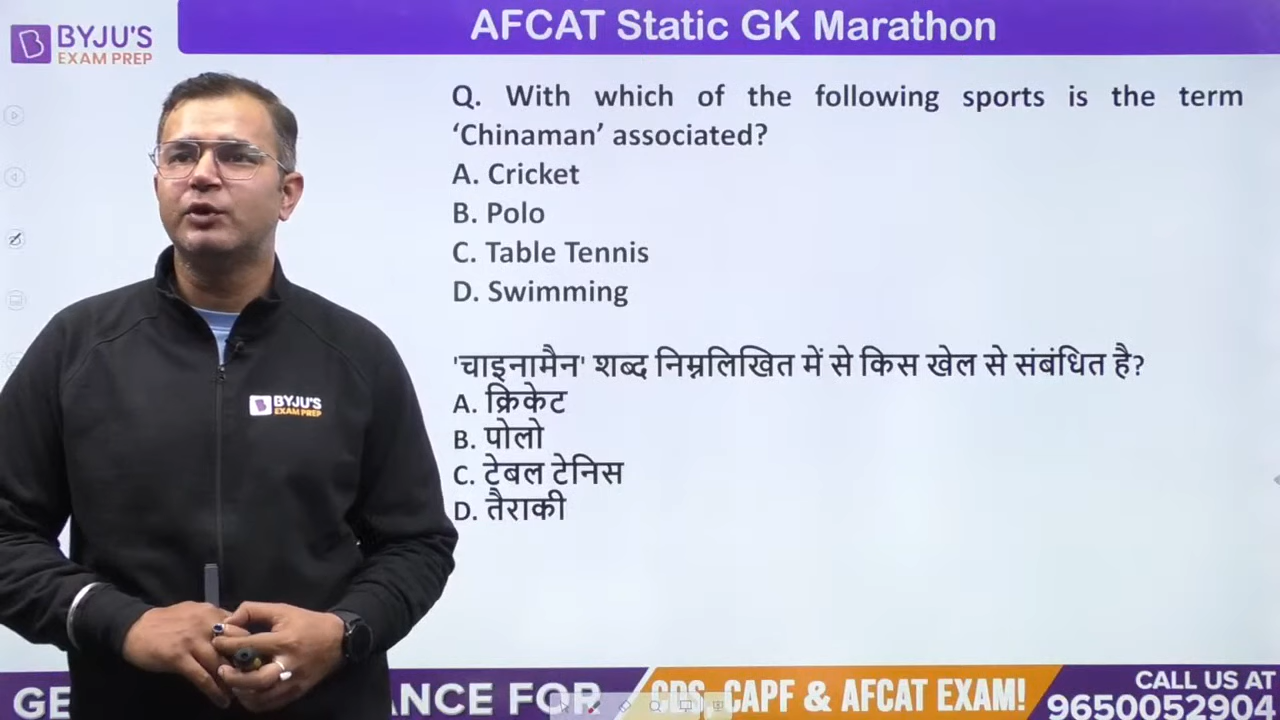 AFCAT Static GK Marathon
BYJU'S
EXAM PREP
Q. With which of the following sports is the term
‘Chinaman’ associated?
A. Cricket
B. Polo
C. Table Tennis
D. Swimming
'चाइनामैन' शब्द निम्नलिखित में से किस खेल से संबंधित है?
A. क्रिकेट
B. पोलो
C. टेबल टेनिस
D. तैराकी
BYJU'S
EXAM PREP
GE
ANCE FOR
CDS, CAPF & AFCAT EXAM!
CALL US AT
9650052904